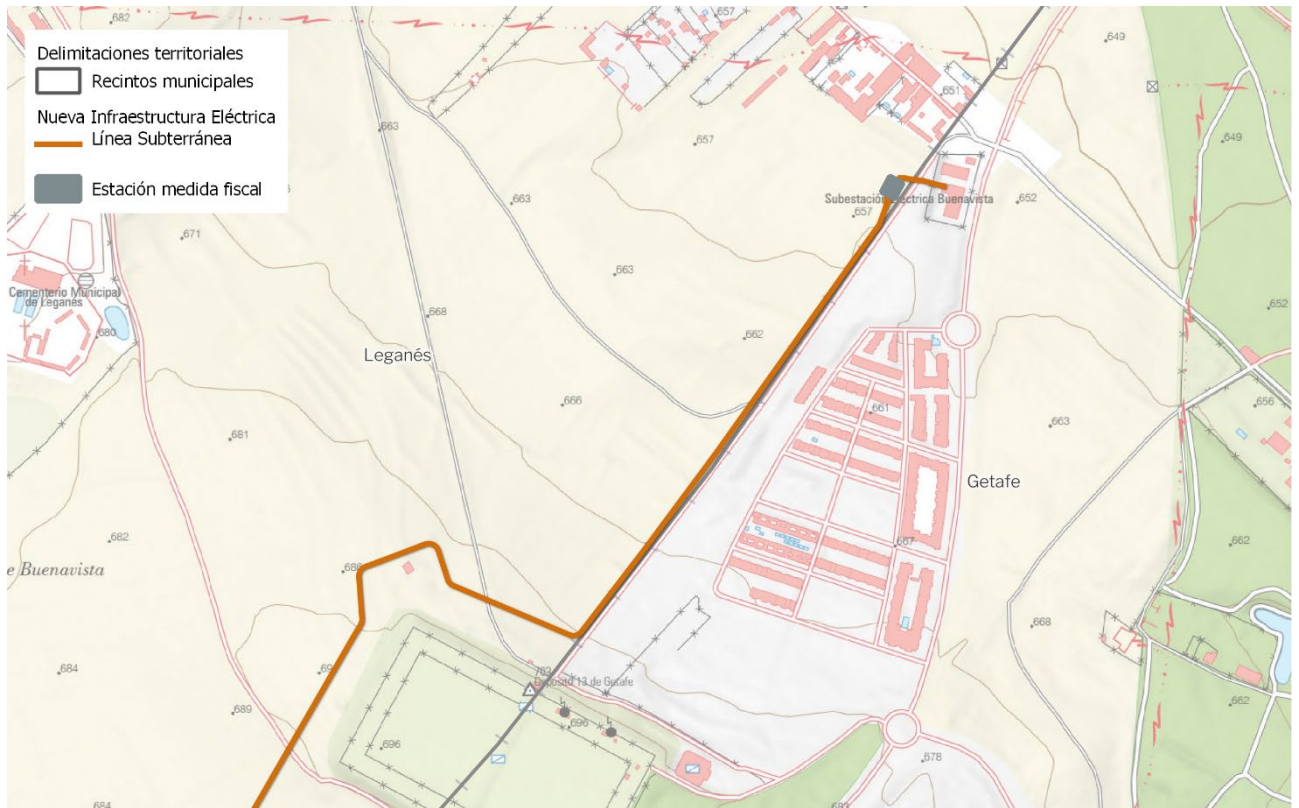 Delimitaciones territoriales
Recintos municipales
Nueva Infraestructura Eléctrica
Línea Subterránea
Estación medida fiscal
682
657
649
651
663
657
649
Subestación Eléctrica Buenavista
652
657
663
671
663
652
Cementerio Municipal
de Leganés
680
668
662
Leganés
666
661
656
663
681
Getafe
667
682
662
686
e Buenavista
668
684
703
Depósito 13 de Getafe
662
689
696
696
678
684